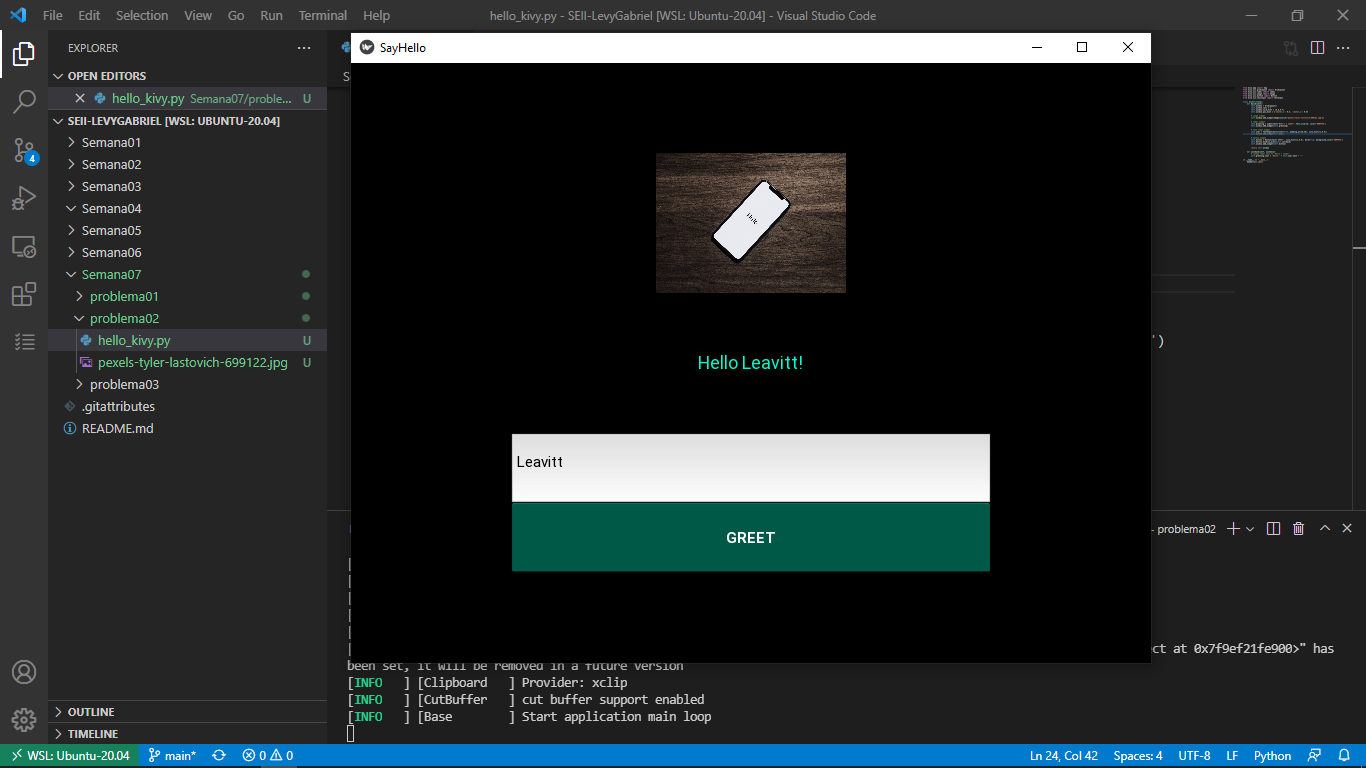 File Edit Selection View Go Run Terminal Help hello_kivy.py - SEII-LevyGabriel [WSL: Ubuntu-20.04] - Visual Studio Code
EXPLORER
OPEN EDITORS
hello_kivy.py Semana07/proble... U
SEII-LEVYGABRIEL [WSL: UBUNTU-20.04]
Semana01
Semana02
Semana03
Semana04
Semana05
Semana06
Semana07
problema01
problema02
hello_kivy.py U
pexels-tyler-lastovich-699122.jpg U
problema03
.gitattributes
README.md
OUTLINE
TIMELINE
4
SayHello
Hello Leavitt!
Leavitt
GREET
')
- problema02
ct at 0x7f9ef21fe900>" has
been set, it will be removed in a future version
[INFO ] [Clipboard ] Provider: xclip
[INFO ] [CutBuffer ] cut buffer support enabled
[INFO ] [Base ] Start application main loop
WSL: Ubuntu-20.04 main* 0 0 Ln 24, Col 42 Spaces: 4 UTF-8 LF Python